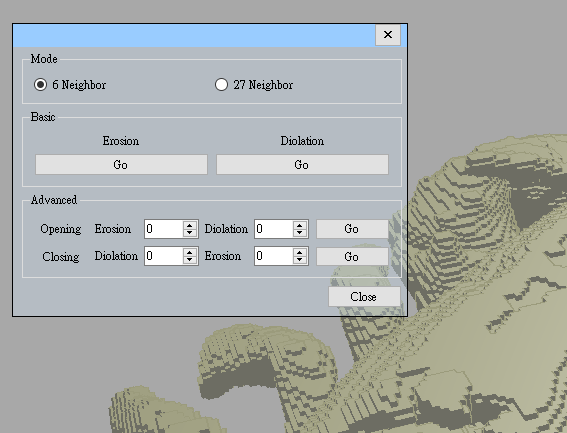 Mode
6 Neighbor 27 Neighbor
Basic
Erosion Diolation
Go Go
Advanced
Opening Erosion 0 Diolation 0 Go
Closing Diolation 0 Erosion 0 Go
Close